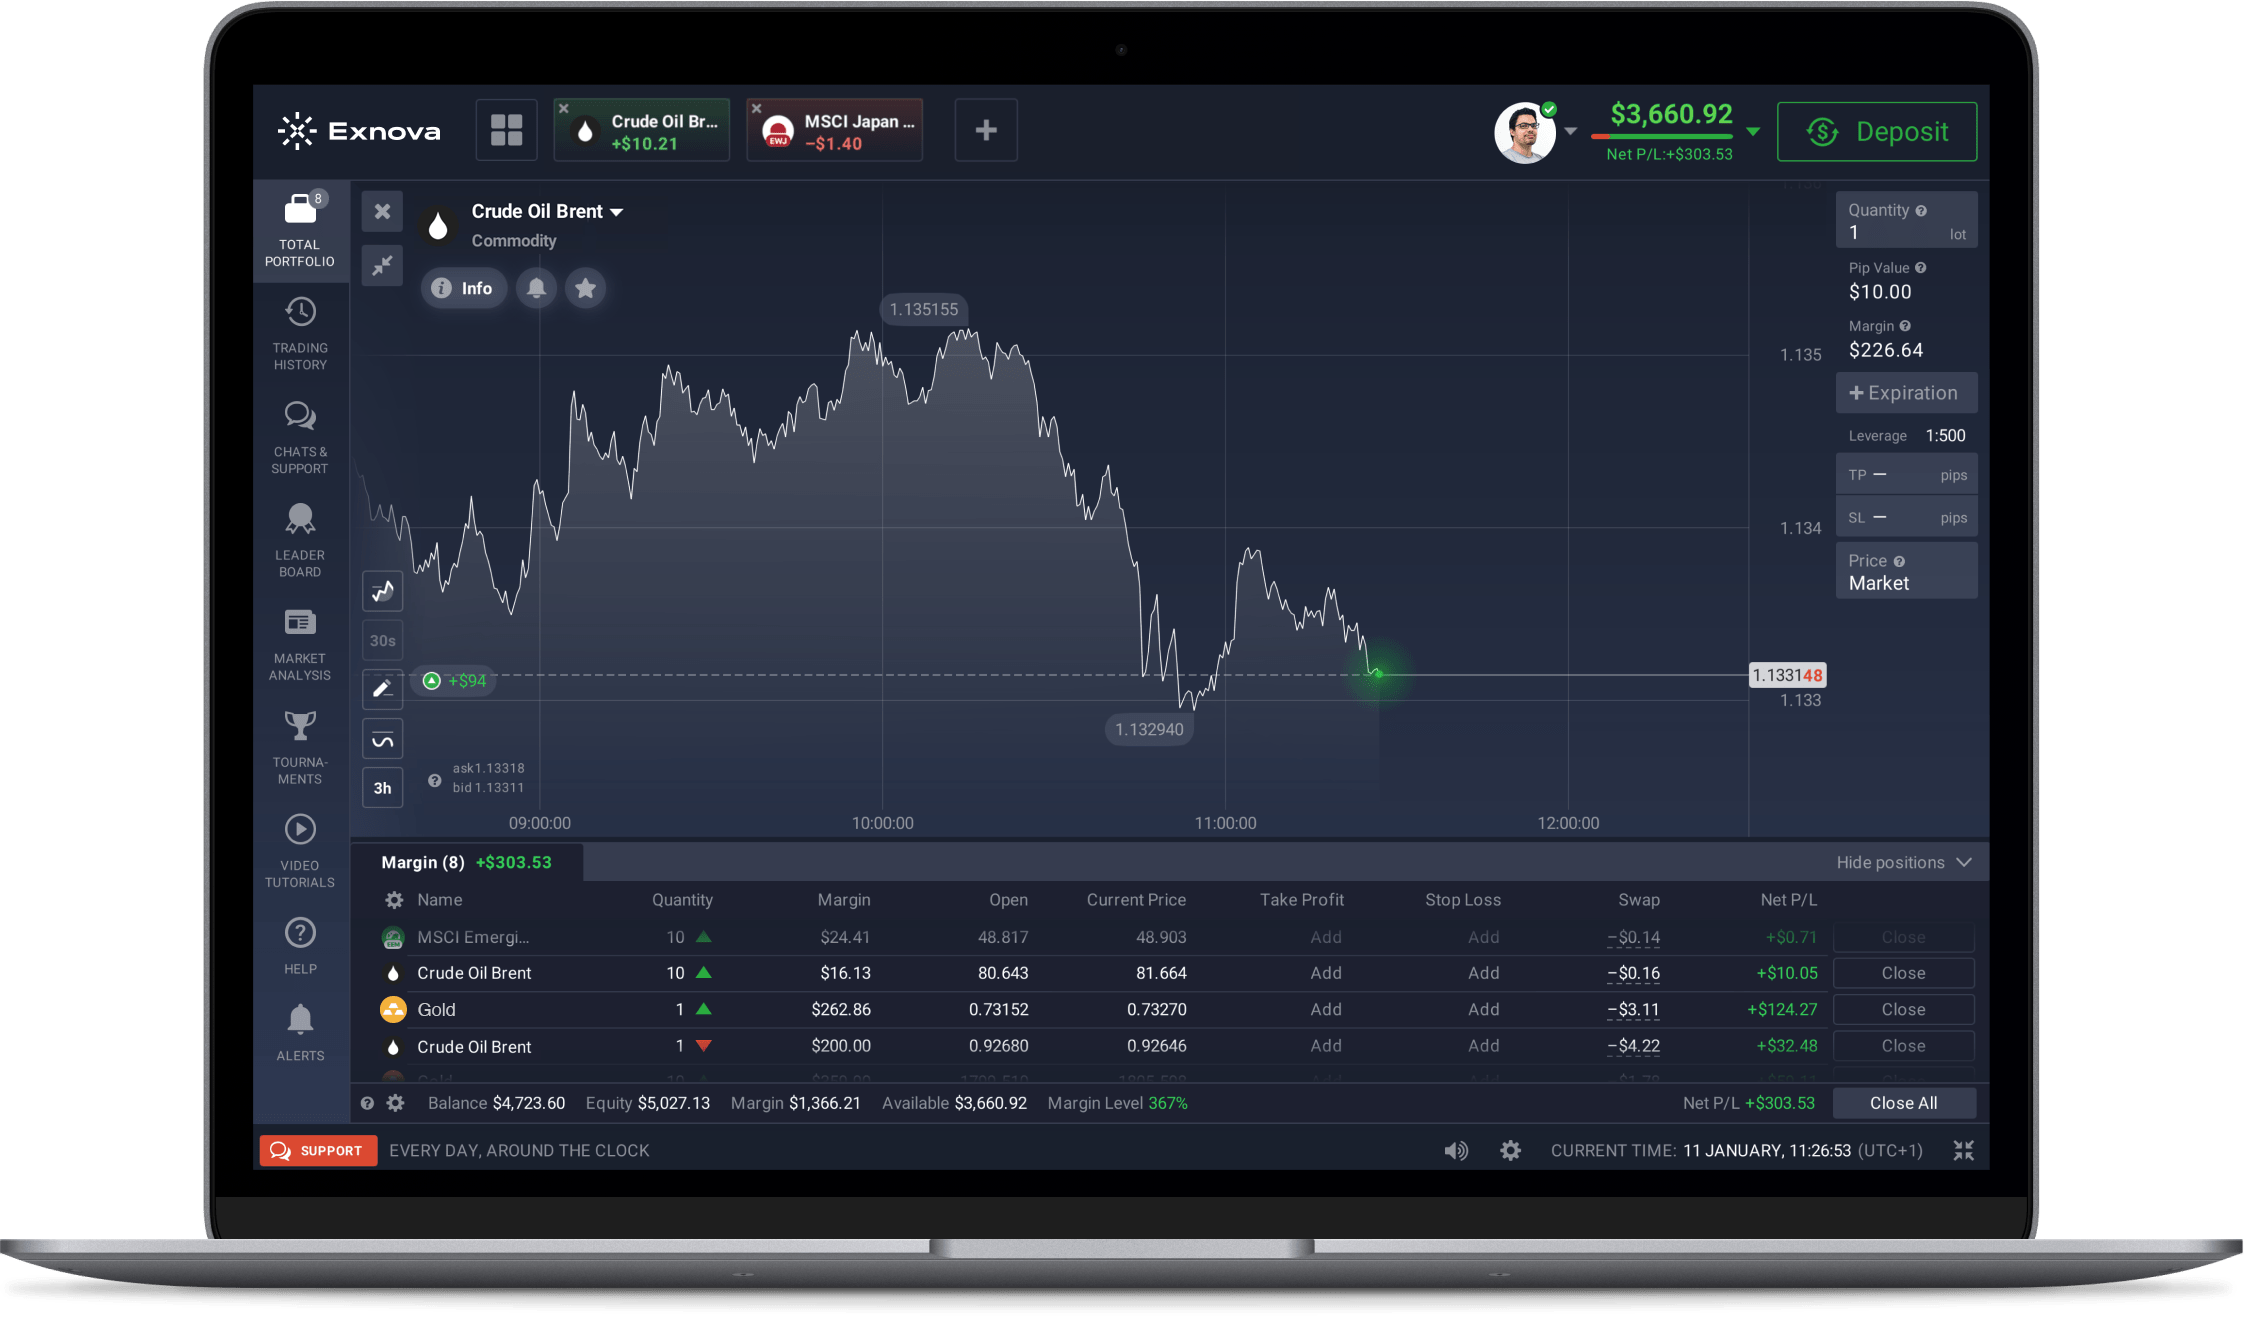 Exnova
Crude Oil Br...
+$10.21
EWJ
MSCI Japan ...
−$1.40
$3,660.92
Net P/L:+$303.53
Deposit
8
TOTAL
PORTFOLIO
TRADING
HISTORY
CHATS &
SUPPORT
LEADER
BOARD
MARKET
ANALYSIS
TOURNA-
MENTS
VIDEO
TUTORIALS
HELP
ALERTS
Crude Oil Brent
Commodity
Info
1.135155
1.132940
30s
+$94
3h
ask 1.13318
bid 1.13311
09:00:00 10:00:00 11:00:00 12:00:00
1.135
1.134
1.133148
1.133
Quantity
1 lot
Pip Value
$10.00
Margin
$226.64
+ Expiration
Leverage 1:500
TP — pips
SL — pips
Price
Market
Margin (8) +$303.53 Hide positions
Name Quantity Margin Open Current Price Take Profit Stop Loss Swap Net P/L
EEM MSCI Emergi... 10 $24.41 48.817 48.903 Add Add −$0.14 +$0.71 Close
Crude Oil Brent 10 $16.13 80.643 81.664 Add Add −$0.16 +$10.05 Close
Gold 1 $262.86 0.73152 0.73270 Add Add −$3.11 +$124.27 Close
Crude Oil Brent 1 $200.00 0.92680 0.92646 Add Add −$4.22 +$32.48 Close
Balance $4,723.60 Equity $5,027.13 Margin $1,366.21 Available $3,660.92 Margin Level 367% Net P/L +$303.53 Close All
SUPPORT EVERY DAY, AROUND THE CLOCK CURRENT TIME: 11 JANUARY, 11:26:53 (UTC+1)